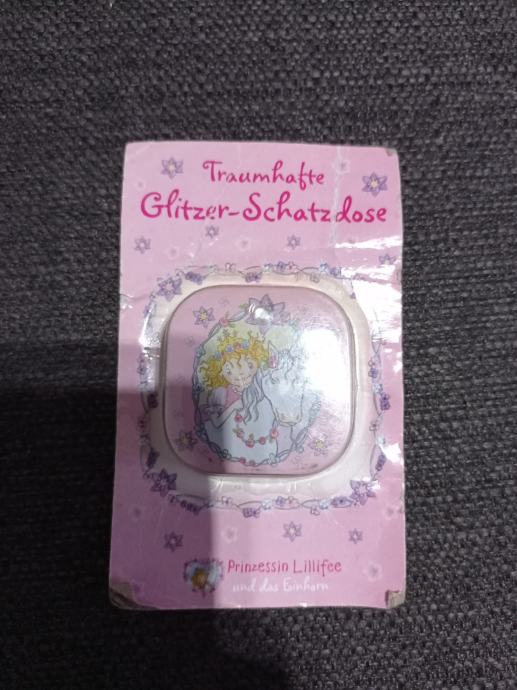 Traumhafte
Glitzer-Schatzdose
Prinzessin Lillifee
und das Einhorn